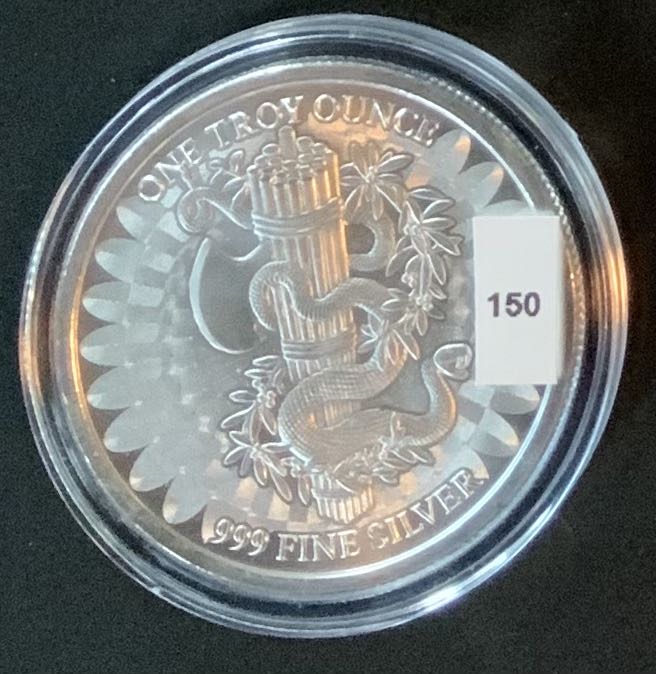 ONE TROY OUNCE
150
999 FINE SILVER